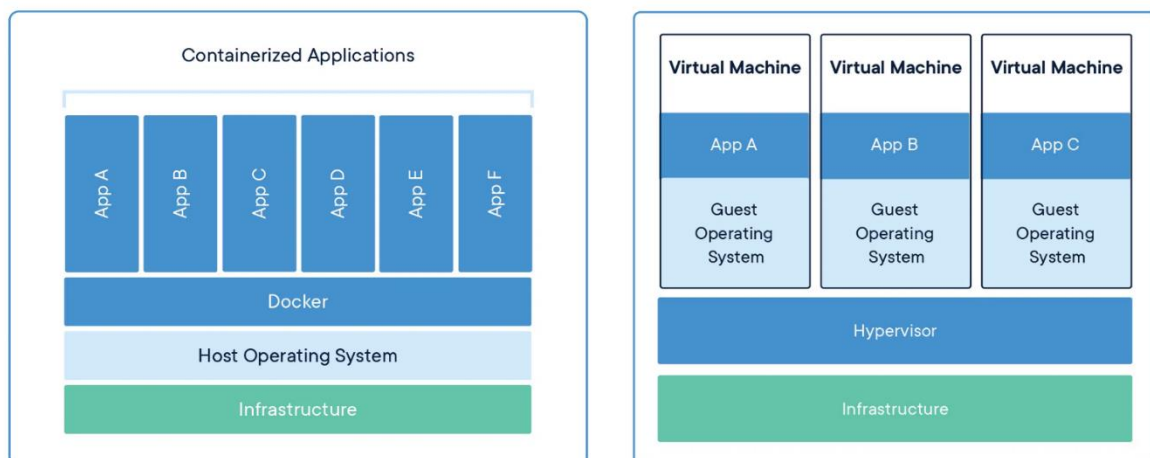 Containerized Applications
App A
App B
App C
App D
App E
App F
Docker
Host Operating System
Infrastructure
Virtual Machine
App A
Guest
Operating
System
Virtual Machine
App B
Guest
Operating
System
Virtual Machine
App C
Guest
Operating
System
Hypervisor
Infrastructure